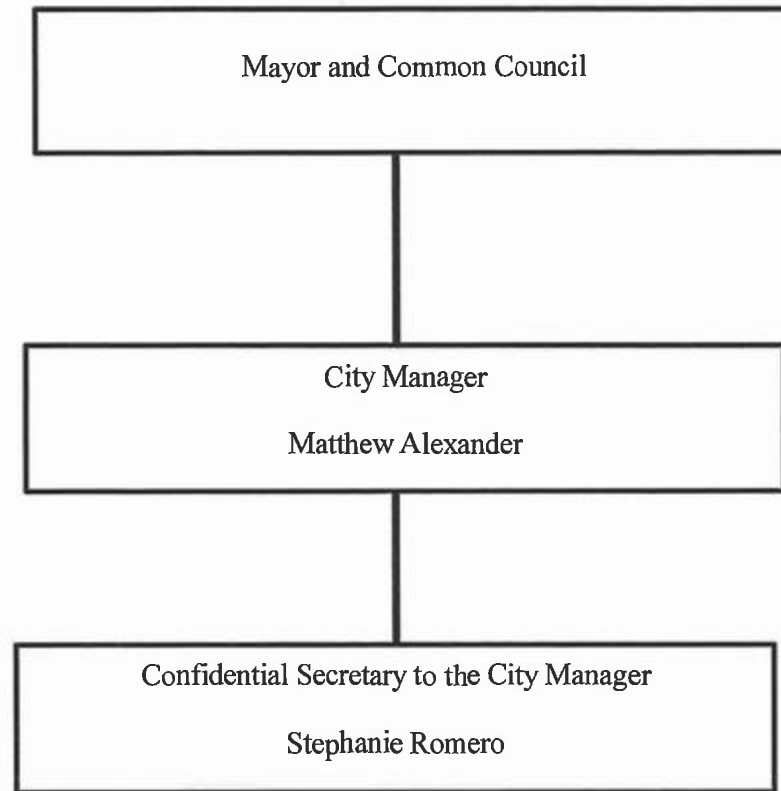 Mayor and Common Council
City Manager
Matthew Alexander
Confidential Secretary to the City Manager
Stephanie Romero